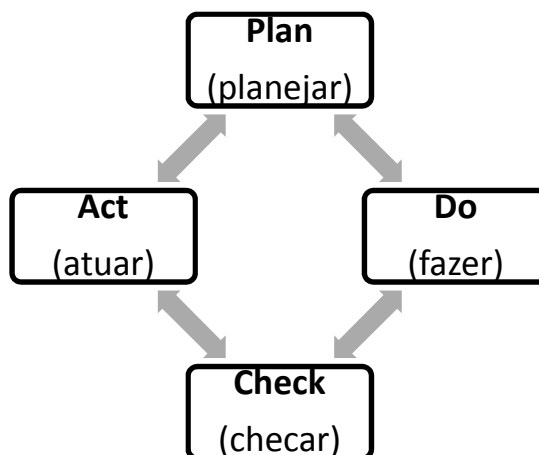 Plan
(planejar)
Act
(atuar)
Do
(fazer)
Check
(checar)